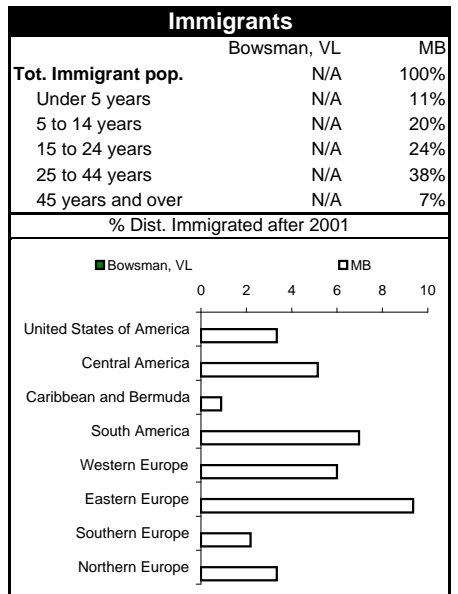 Immigrants
Bowsman, VL MB
Tot. Immigrant pop. N/A 100%
Under 5 years N/A 11%
5 to 14 years N/A 20%
15 to 24 years N/A 24%
25 to 44 years N/A 38%
45 years and over N/A 7%
% Dist. Immigrated after 2001
Bowsman, VL MB
0 2 4 6 8 10
United States of America
Central America
Caribbean and Bermuda
South America
Western Europe
Eastern Europe
Southern Europe
Northern Europe